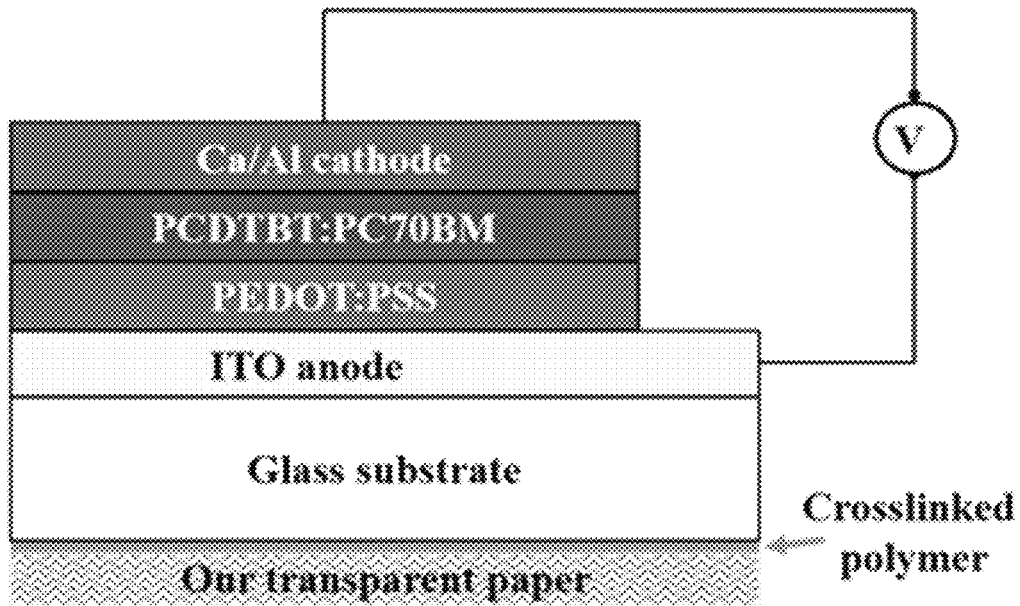 Ca/Al cathode
V
PCDTBT:PC70BM
PEDOT:PSS
ITO anode
Glass substrate
Crosslinked
polymer
Our transparent paper